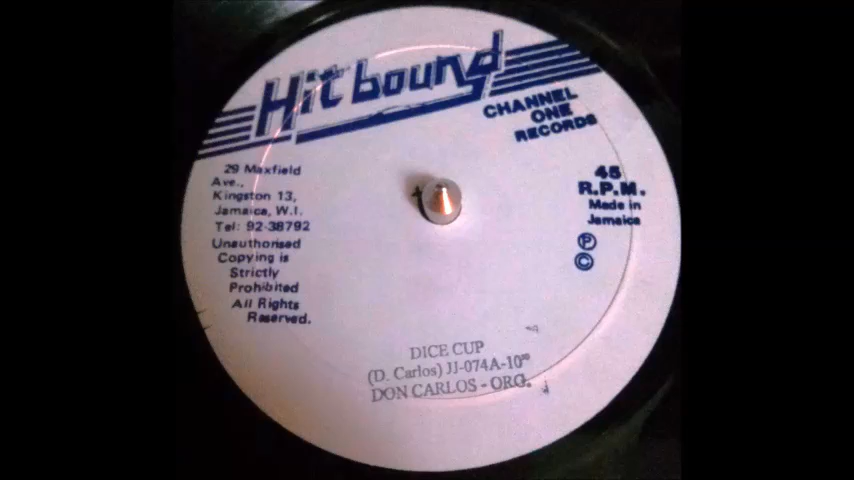 Hit bound
CHANNEL
ONE
RECORDS
29 Maxfield
Ave.,
Kingston 13,
Jamaica, W.I.
Tel: 92-38792
Unauthorised
Copying is
Strictly
Prohibited
All Rights
Reserved.
45
R.P.M.
Made in
Jamaica
Ⓟ
©
DICE CUP
(D. Carlos) JJ-074A-10⁰⁰
DON CARLOS - ORG.